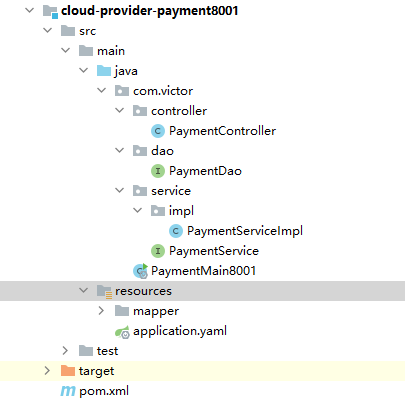 cloud-provider-payment8001
src
main
java
com.victor
controller
PaymentController
dao
PaymentDao
service
impl
PaymentServiceImpl
PaymentService
PaymentMain8001
resources
mapper
application.yaml
test
target
pom.xml